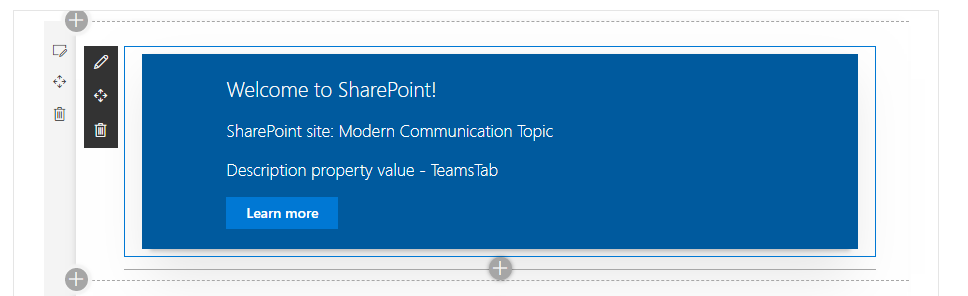 Welcome to SharePoint!
SharePoint site: Modern Communication Topic
Description property value - TeamsTab
Learn more